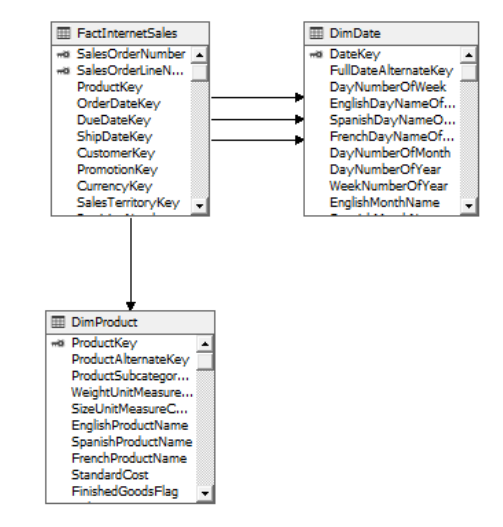 FactInternetSales
SalesOrderNumber
SalesOrderLineN...
ProductKey
OrderDateKey
DueDateKey
ShipDateKey
CustomerKey
PromotionKey
CurrencyKey
SalesTerritoryKey
DimDate
DateKey
FullDateAlternateKey
DayNumberOfWeek
EnglishDayNameOf...
SpanishDayNameO...
FrenchDayNameOf...
DayNumberOfMonth
DayNumberOfYear
WeekNumberOfYear
EnglishMonthName
DimProduct
ProductKey
ProductAlternateKey
ProductSubcategor...
WeightUnitMeasure...
SizeUnitMeasureC...
EnglishProductName
SpanishProductName
FrenchProductName
StandardCost
FinishedGoodsFlag